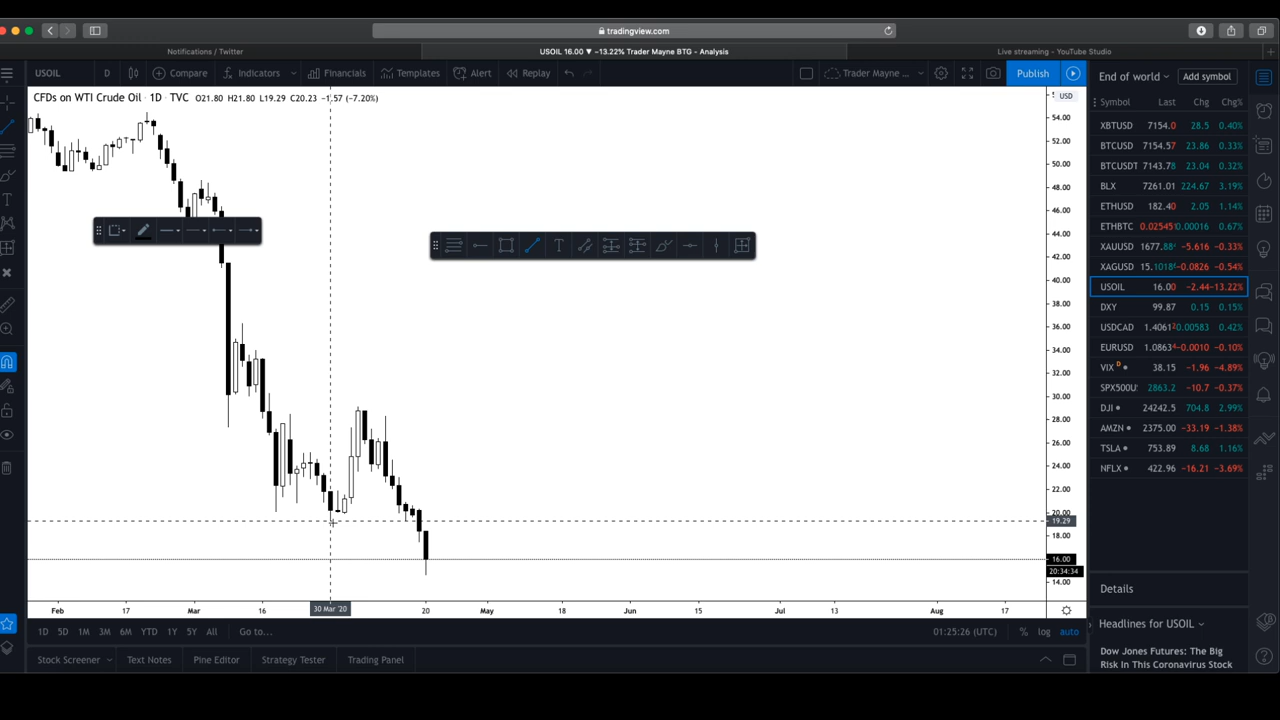 tradingview.com
Notifications / Twitter
USOIL 16.00 ▼ −13.22% Trader Mayne BTG - Analysis
Live streaming - YouTube Studio
USOIL D Compare Indicators Financials Templates Alert Replay Trader Mayne ... Publish
CFDs on WTI Crude Oil · 1D · TVC O21.80 H21.80 L19.29 C20.23 −1.57 (−7.20%)
USD
54.00
52.00
50.00
48.00
46.00
44.00
42.00
40.00
38.00
36.00
34.00
32.00
30.00
28.00
26.00
24.00
22.00
20.00
19.29
18.00
16.00
20:34:34
14.00
Feb 17 Mar 16 30 Mar '20 20 May 18 Jun 15 Jul 13 Aug 17
1D 5D 1M 3M 6M YTD 1Y 5Y All Go to... 01:25:26 (UTC) % log auto
Stock Screener Text Notes Pine Editor Strategy Tester Trading Panel
End of world Add symbol
Symbol Last Chg Chg%
XBTUSD 7154.0 28.5 0.40%
BTCUSD 7154.57 23.86 0.33%
BTCUSDT 7143.78 23.04 0.32%
BLX 7261.01 224.67 3.19%
ETHUSD 182.40 2.05 1.14%
ETHBTC 0.02545 0.00016 0.67%
XAUUSD 1677.88 -5.616 -0.33%
XAGUSD 15.1018 -0.0826 -0.54%
USOIL 16.00 -2.44 -13.22%
DXY 99.87 0.15 0.15%
USDCAD 1.4061 0.00583 0.42%
EURUSD 1.0863 -0.0010 -0.10%
VIX D 38.15 -1.96 -4.89%
SPX500U 2863.2 -10.7 -0.37%
DJI 24242.5 704.8 2.99%
AMZN 2375.00 -33.19 -1.38%
TSLA 753.89 8.68 1.16%
NFLX 422.96 -16.21 -3.69%
Details
Headlines for USOIL
Dow Jones Futures: The Big
Risk In This Coronavirus Stock